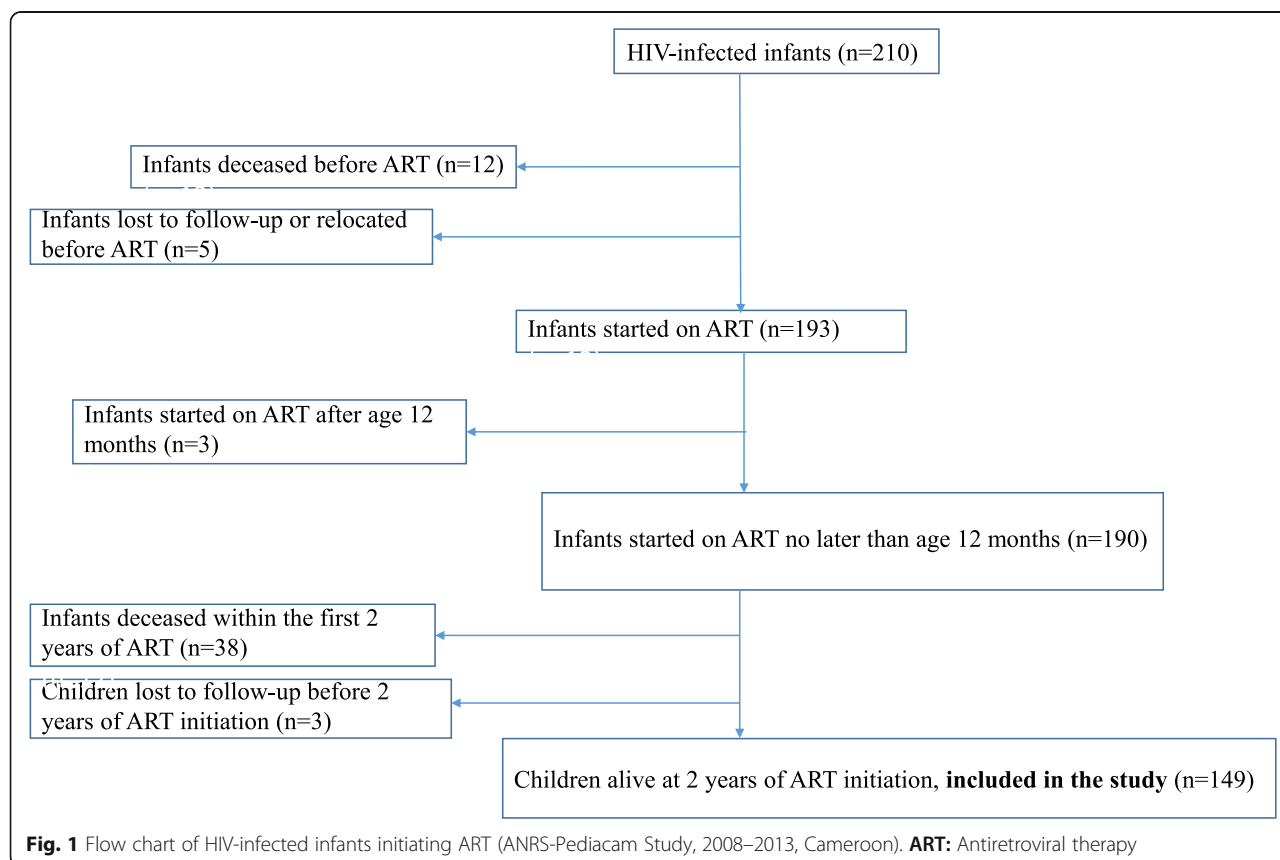 HIV-infected infants (n=210)
Infants deceased before ART (n=12)
Infants lost to follow-up or relocated
before ART (n=5)
Infants started on ART (n=193)
Infants started on ART after age 12
months (n=3)
Infants started on ART no later than age 12 months (n=190)
Infants deceased within the first 2
years of ART (n=38)
Children lost to follow-up before 2
years of ART initiation (n=3)
Children alive at 2 years of ART initiation, included in the study (n=149)
Fig. 1 Flow chart of HIV-infected infants initiating ART (ANRS-Pediacam Study, 2008–2013, Cameroon). ART: Antiretroviral therapy